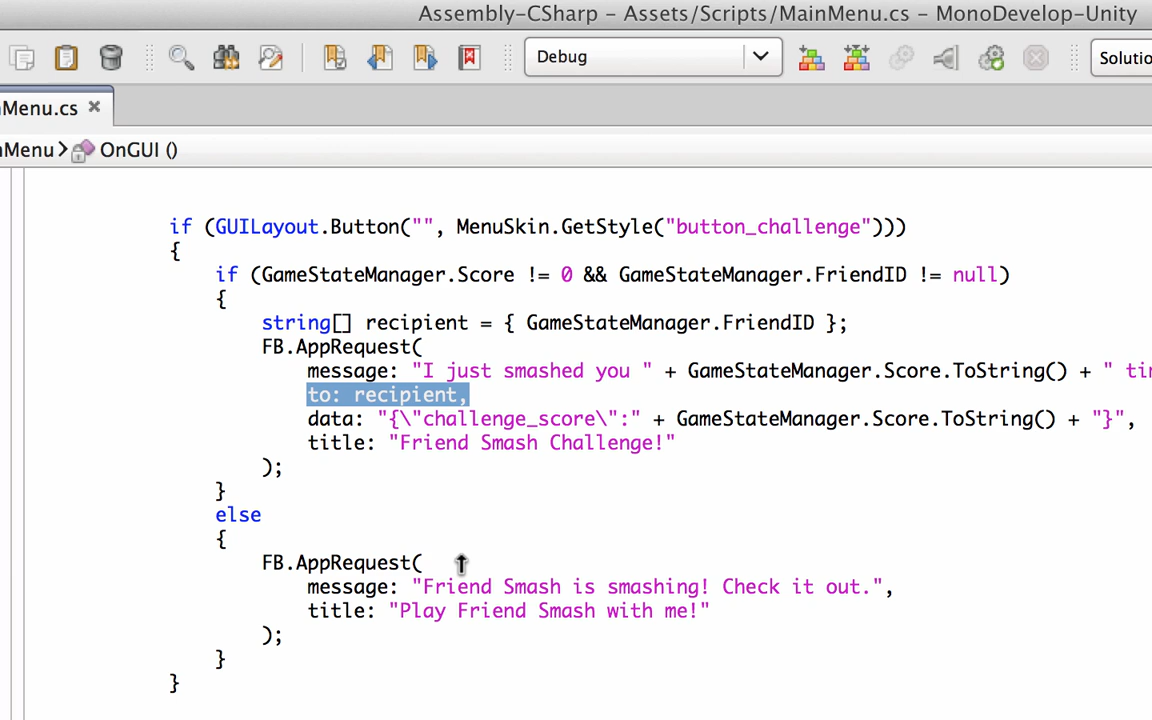 Assembly-CSharp – Assets/Scripts/MainMenu.cs – MonoDevelop-Unity
Debug
Menu.cs ×
OnGUI ()
if (GUILayout.Button("", MenuSkin.GetStyle("button_challenge")))
{
if (GameStateManager.Score != 0 && GameStateManager.FriendID != null)
{
string[] recipient = { GameStateManager.FriendID };
FB.AppRequest(
message: "I just smashed you " + GameStateManager.Score.ToString() + "
to: recipient,
data: "{\"challenge_score\":" + GameStateManager.Score.ToString() + "}",
title: "Friend Smash Challenge!"
);
}
else
{
FB.AppRequest(
message: "Friend Smash is smashing! Check it out.",
title: "Play Friend Smash with me!"
);
}
}